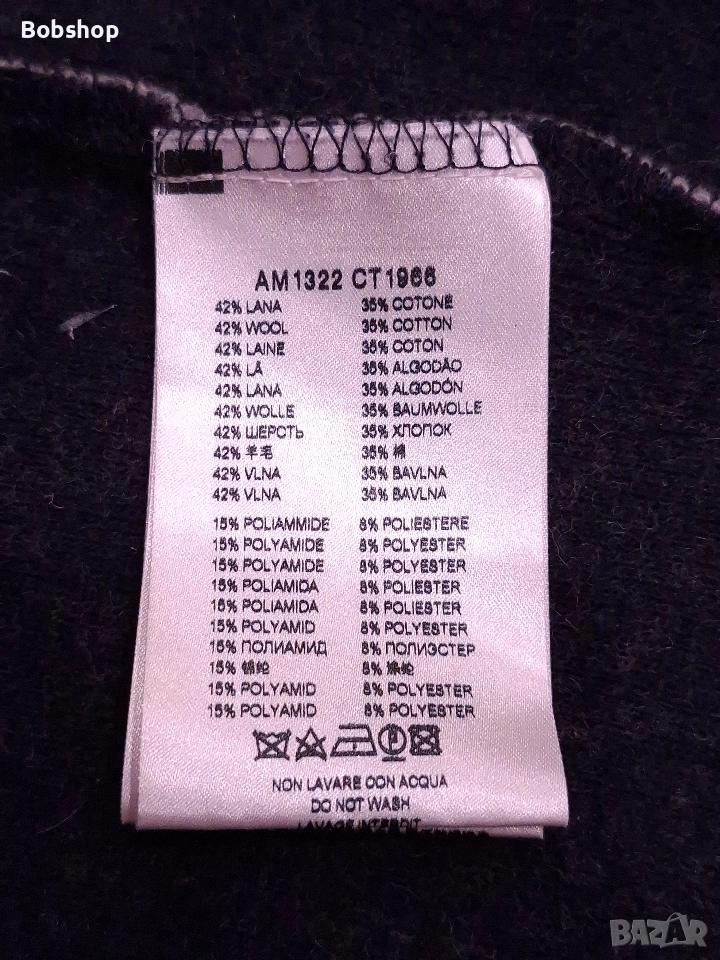 Bobshop
AM1322 CT1966
42% LANA 35% COTONE
42% WOOL 35% COTTON
42% LAINE 35% COTON
42% LÃ 35% ALGODÃO
42% LANA 35% ALGODÓN
42% WOLLE 35% BAUMWOLLE
42% ШЕРСТЬ 35% ХЛОПОК
42% 羊毛 35% 棉
42% VLNA 35% BAVLNA
42% VLNA 35% BAVLNA
15% POLIAMMIDE 8% POLIESTERE
15% POLYAMIDE 8% POLYESTER
15% POLYAMIDE 8% POLYESTER
15% POLIAMIDA 8% POLIESTER
15% POLIAMIDA 8% POLIESTER
15% POLYAMID 8% POLYESTER
15% ПОЛИАМИД 8% ПОЛИЭСТЕР
15% 锦纶 8% 涤纶
15% POLYAMID 8% POLYESTER
15% POLYAMID 8% POLYESTER
NON LAVARE CON ACQUA
DO NOT WASH
LAVAGE INTERDIT
BAZAR